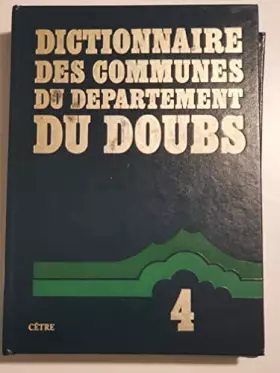 DICTIONNAIRE
DES COMMUNES
DU DEPARTEMENT
DU DOUBS
4
CÊTRE